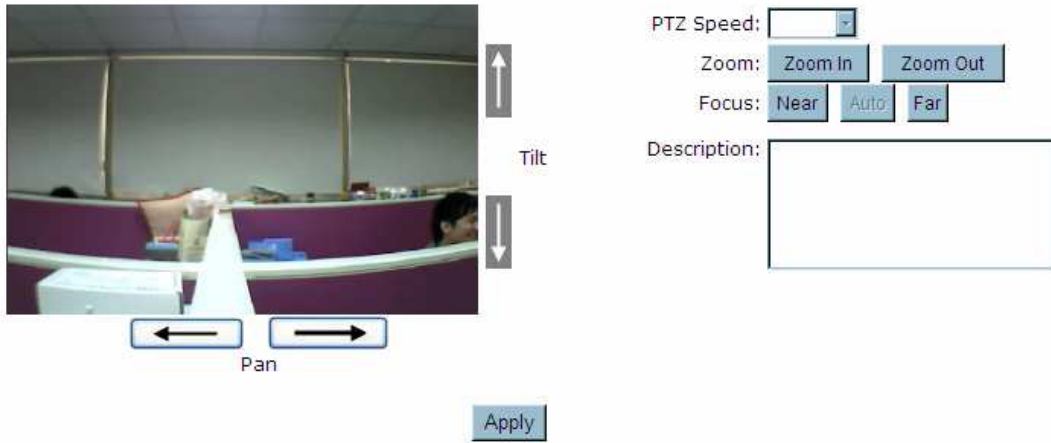 PTZ Speed:
Zoom: Zoom In Zoom Out
Focus: Near Auto Far
Tilt
Description:
Pan
Apply